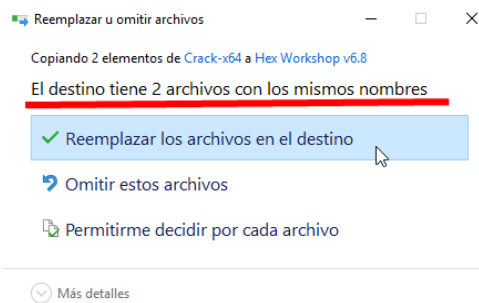 Reemplazar u omitir archivos
Copiando 2 elementos de Crack-x64 a Hex Workshop v6.8
El destino tiene 2 archivos con los mismos nombres
Reemplazar los archivos en el destino
Omitir estos archivos
Permitirme decidir por cada archivo
Más detalles